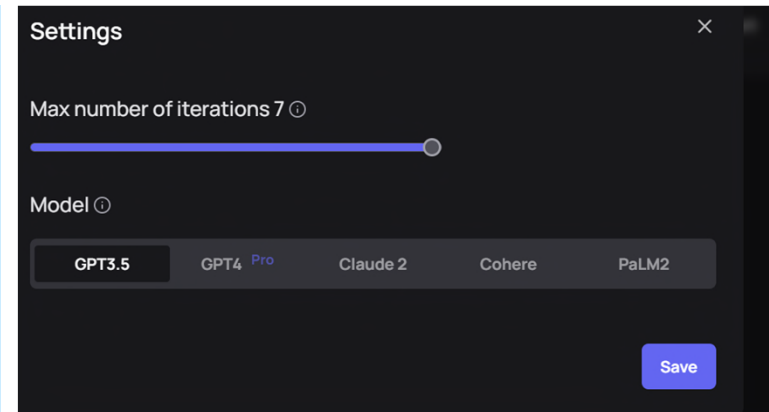 Settings
Max number of iterations 7
Model
GPT3.5 GPT4 Pro Claude 2 Cohere PaLM2
Save